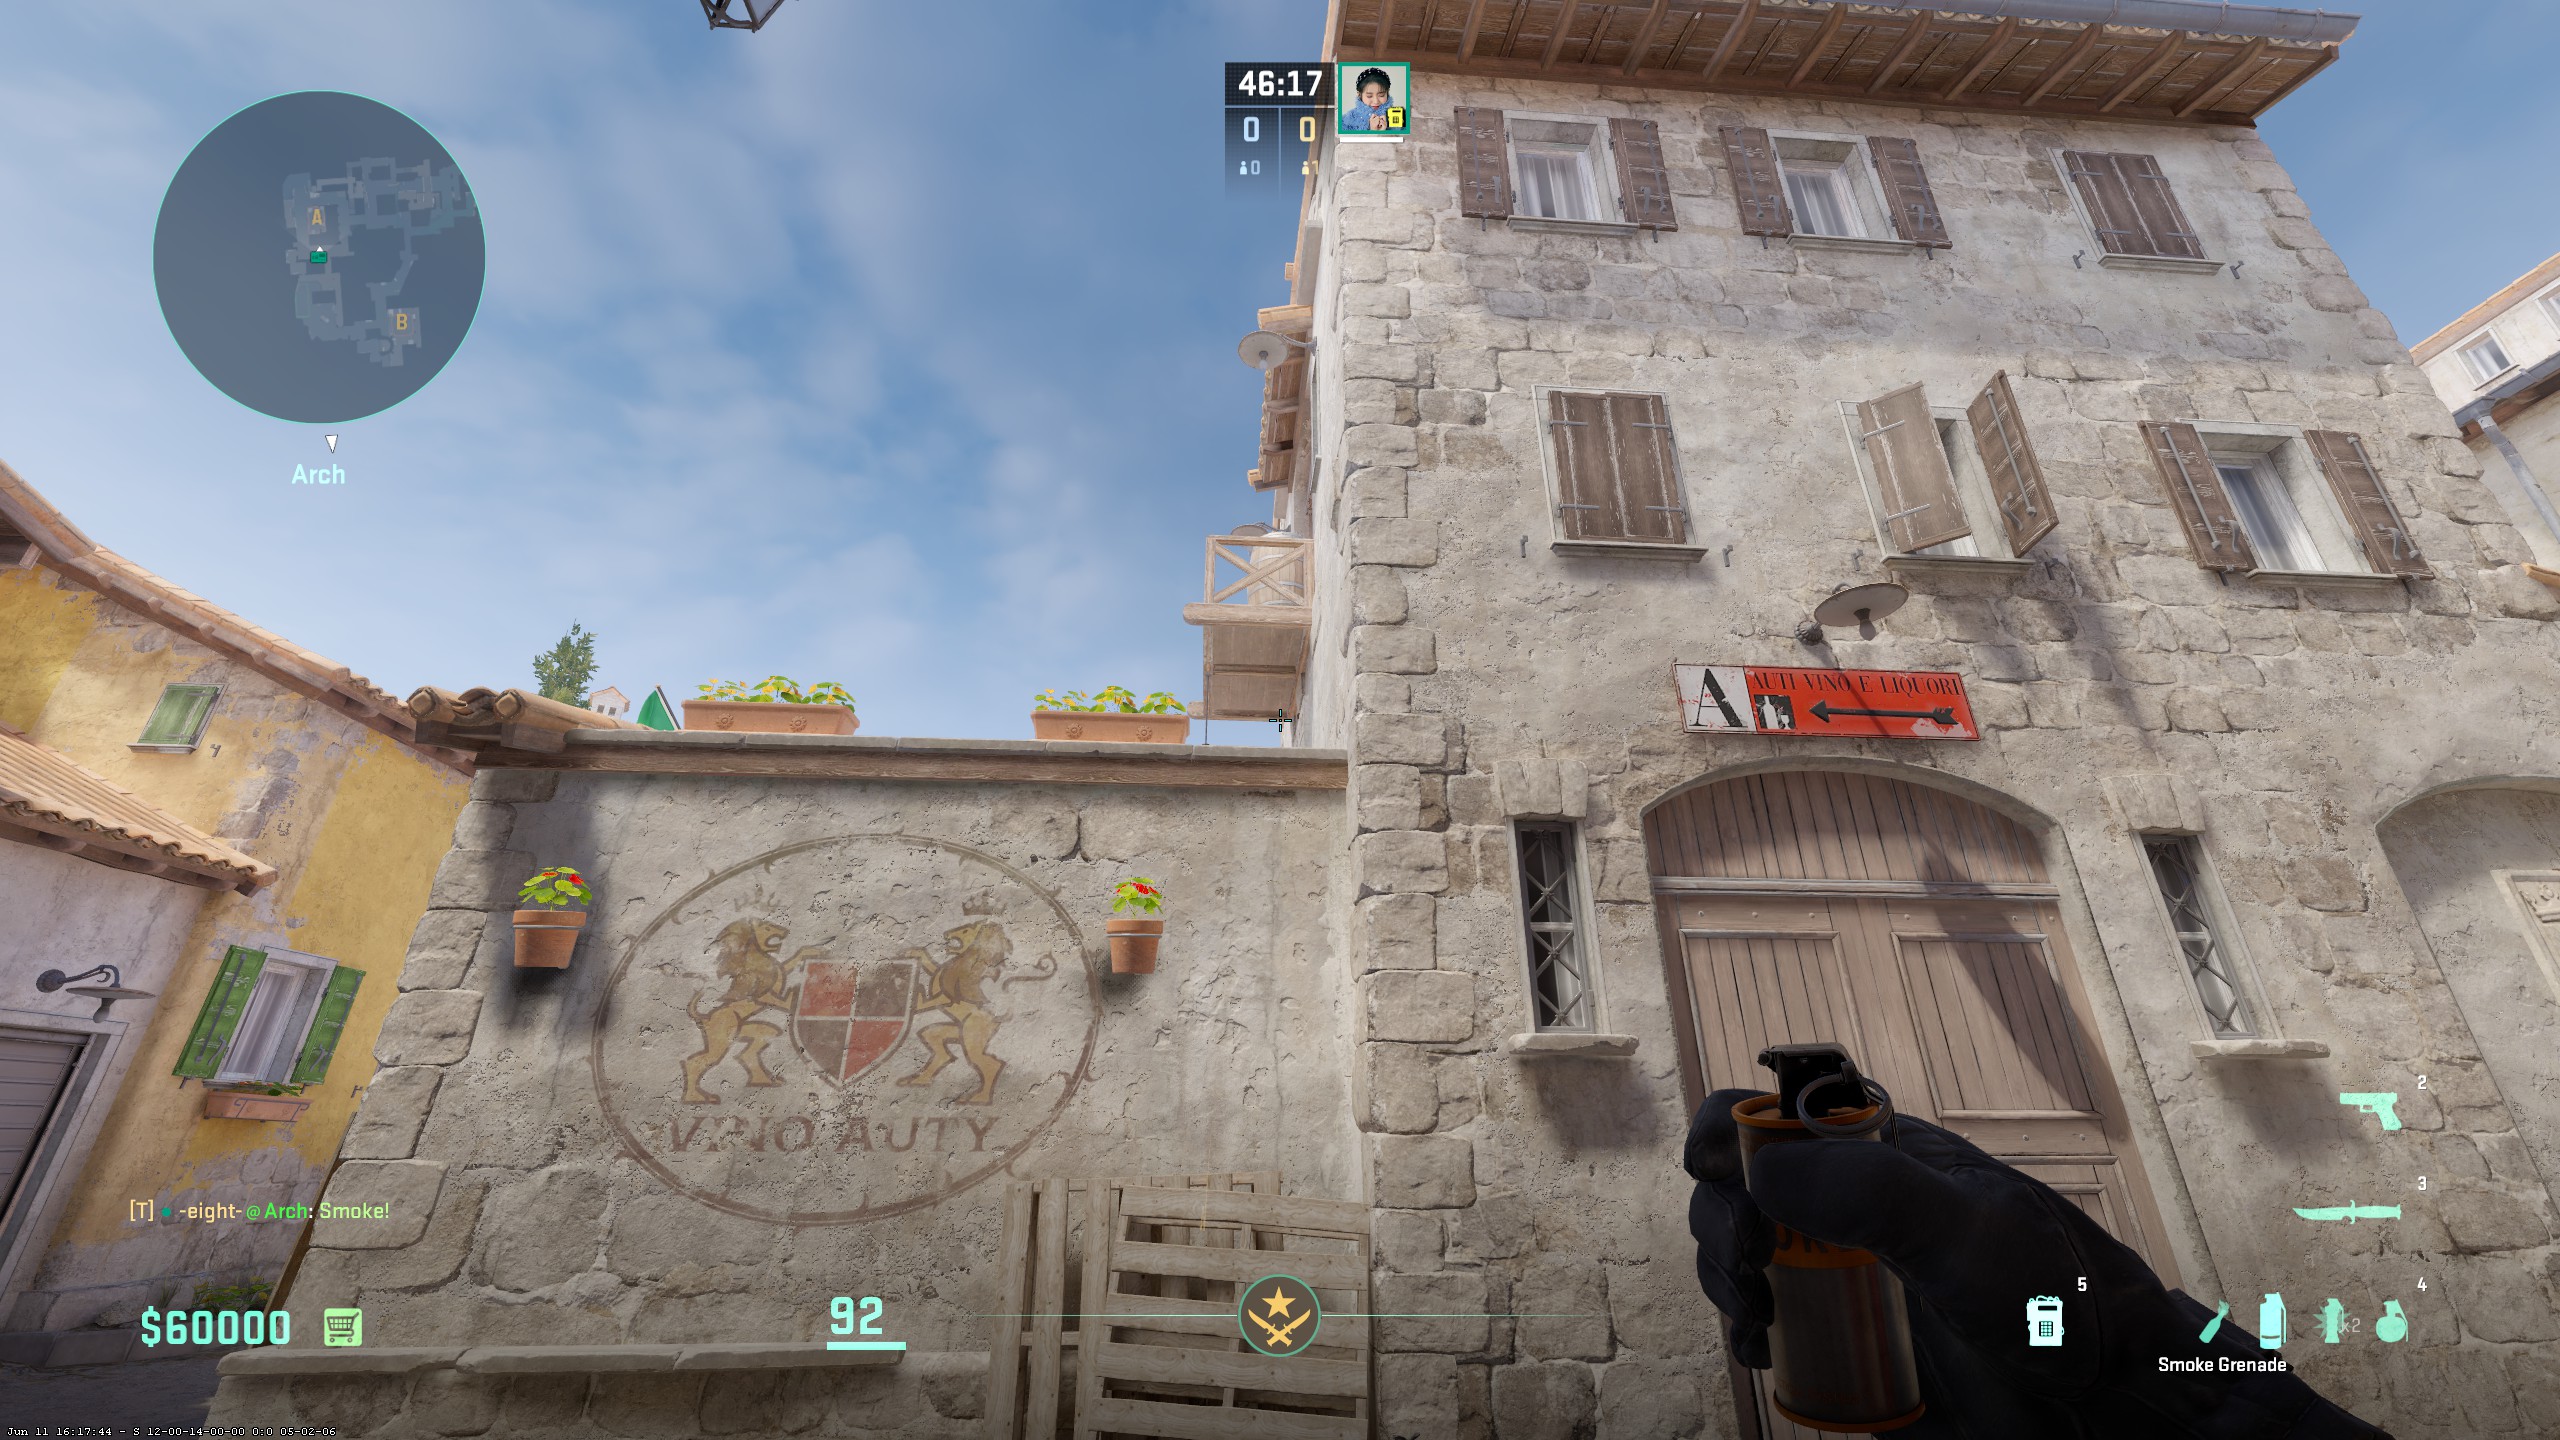 46:17
0 0
0 1
A
B
Arch
A AUTI VINO E LIQUORI
VINO AUTY
2
3
[T] -eight- @ Arch: Smoke!
5 4
$60000
92
x2
Smoke Grenade
Jun 11 16:17:44 - S 12-00-14-00-00 0:0 05-02-06